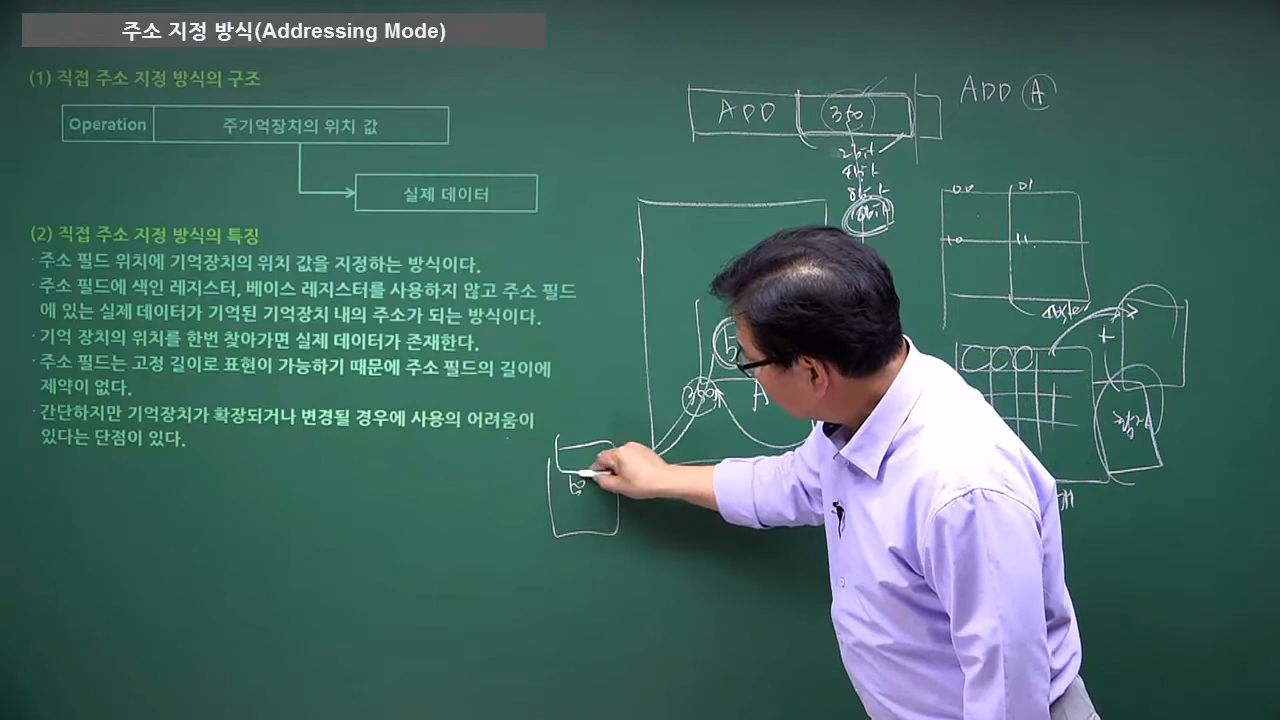 주소 지정 방식(Addressing Mode)
(1) 직접 주소 지정 방식의 구조
Operation 주기억장치의 위치 값
실제 데이터
(2) 직접 주소 지정 방식의 특징
· 주소 필드 위치에 기억장치의 위치 값을 지정하는 방식이다.
· 주소 필드에 색인 레지스터, 베이스 레지스터를 사용하지 않고 주소 필드
에 있는 실제 데이터가 기억된 기억장치 내의 주소가 되는 방식이다.
· 기억 장치의 위치를 한번 찾아가면 실제 데이터가 존재한다.
· 주소 필드는 고정 길이로 표현이 가능하기 때문에 주소 필드의 길이에
제약이 없다.
· 간단하지만 기억장치가 확장되거나 변경될 경우에 사용의 어려움이
있다는 단점이 있다.
ADD 350
ADD A
2bit
4bit
8bit
00 01
10 11
5
350
A
+